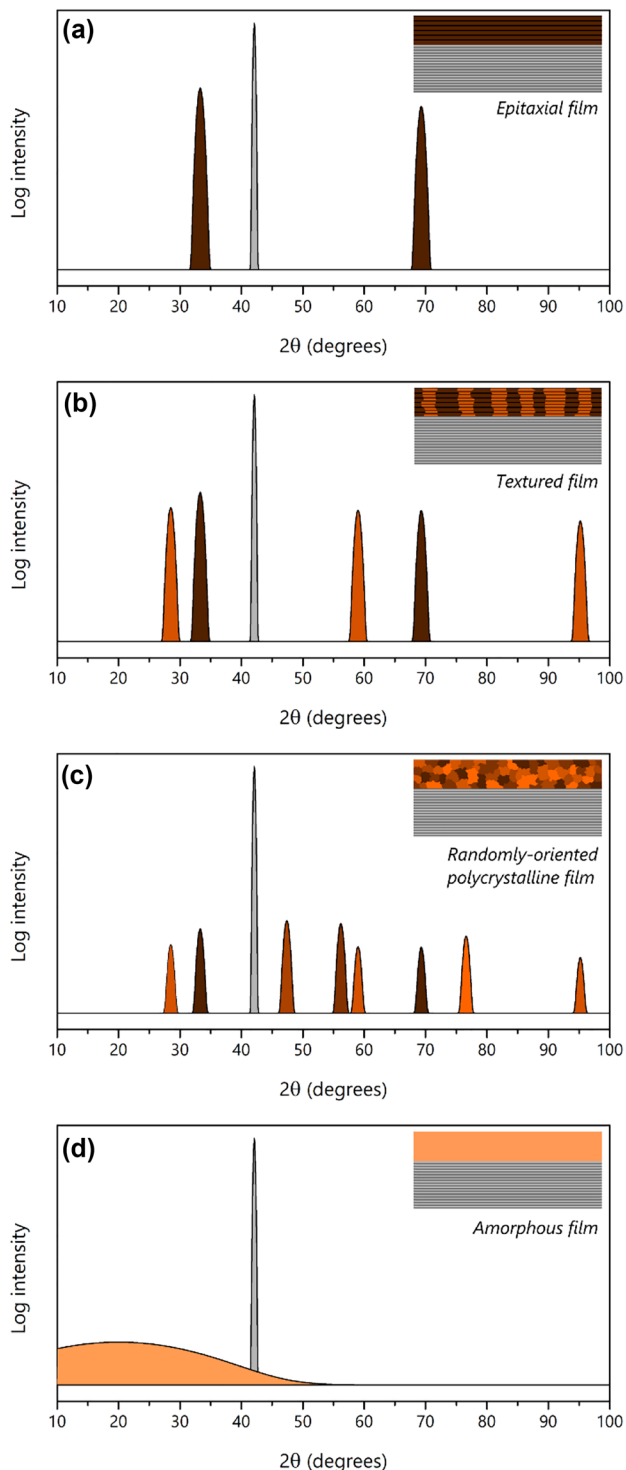 (a)
Epitaxial film
Log intensity
10 20 30 40 50 60 70 80 90 100
2θ (degrees)
(b)
Textured film
Log intensity
10 20 30 40 50 60 70 80 90 100
2θ (degrees)
(c)
Randomly-oriented
polycrystalline film
Log intensity
10 20 30 40 50 60 70 80 90 100
2θ (degrees)
(d)
Amorphous film
Log intensity
10 20 30 40 50 60 70 80 90 100
2θ (degrees)